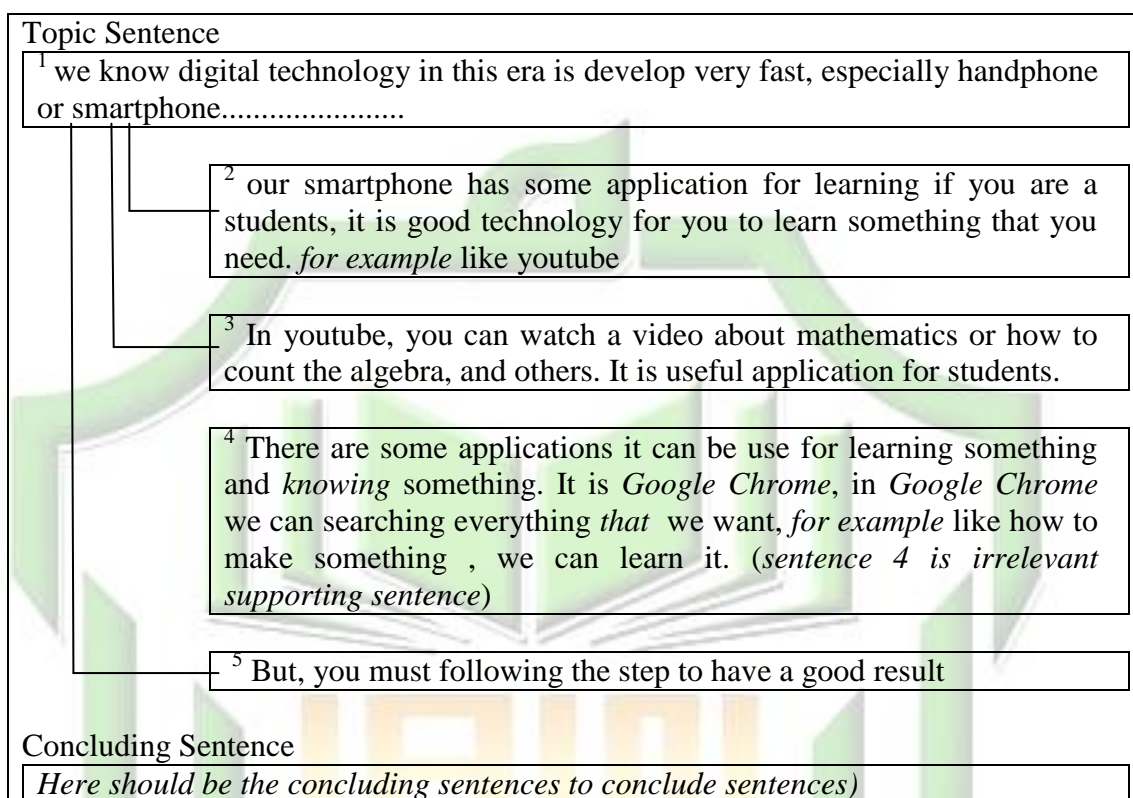 Topic Sentence
1 we know digital technology in this era is develop very fast, especially handphone
or smartphone.......................
2 our smartphone has some application for learning if you are a
students, it is good technology for you to learn something that you
need. for example like youtube
3 In youtube, you can watch a video about mathematics or how to
count the algebra, and others. It is useful application for students.
4 There are some applications it can be use for learning something
and knowing something. It is Google Chrome, in Google Chrome
we can searching everything that we want, for example like how to
make something , we can learn it. (sentence 4 is irrelevant
supporting sentence)
5 But, you must following the step to have a good result
Concluding Sentence
Here should be the concluding sentences to conclude sentences)